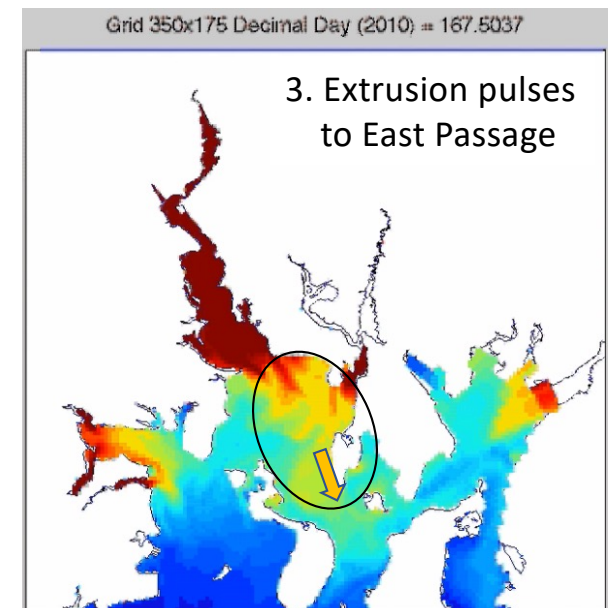 Grid 350x175 Decimal Day (2010) = 167.5037
3. Extrusion pulses
to East Passage